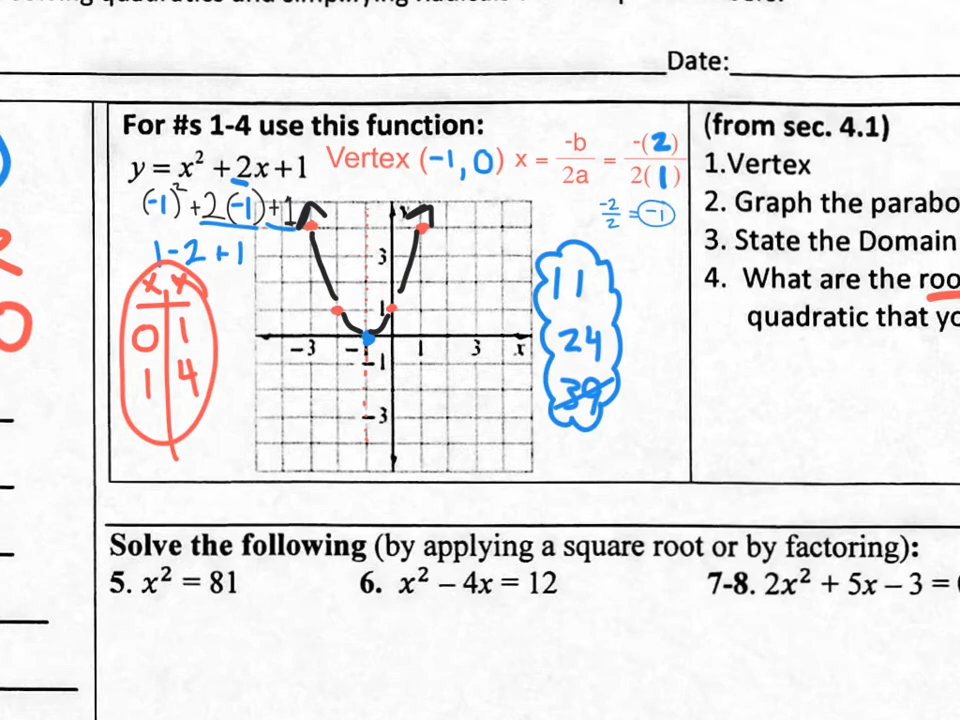 Date:
For #s 1-4 use this function:
y = x² + 2x + 1
Vertex (-1, 0) x = -b/2a = -(2)/2(1)
(-1)² + 2(-1) + 1
-2/2 = -1
1 - 2 + 1
x y
0 1
1 4
y
3
1
-3 -1 1 3 x
-1
-3
11
24
39
(from sec. 4.1)
1.Vertex
2. Graph the parabo
3. State the Domain
4. What are the roo
quadratic that yo
Solve the following (by applying a square root or by factoring):
5. x² = 81
6. x² – 4x = 12
7-8. 2x² + 5x – 3 =